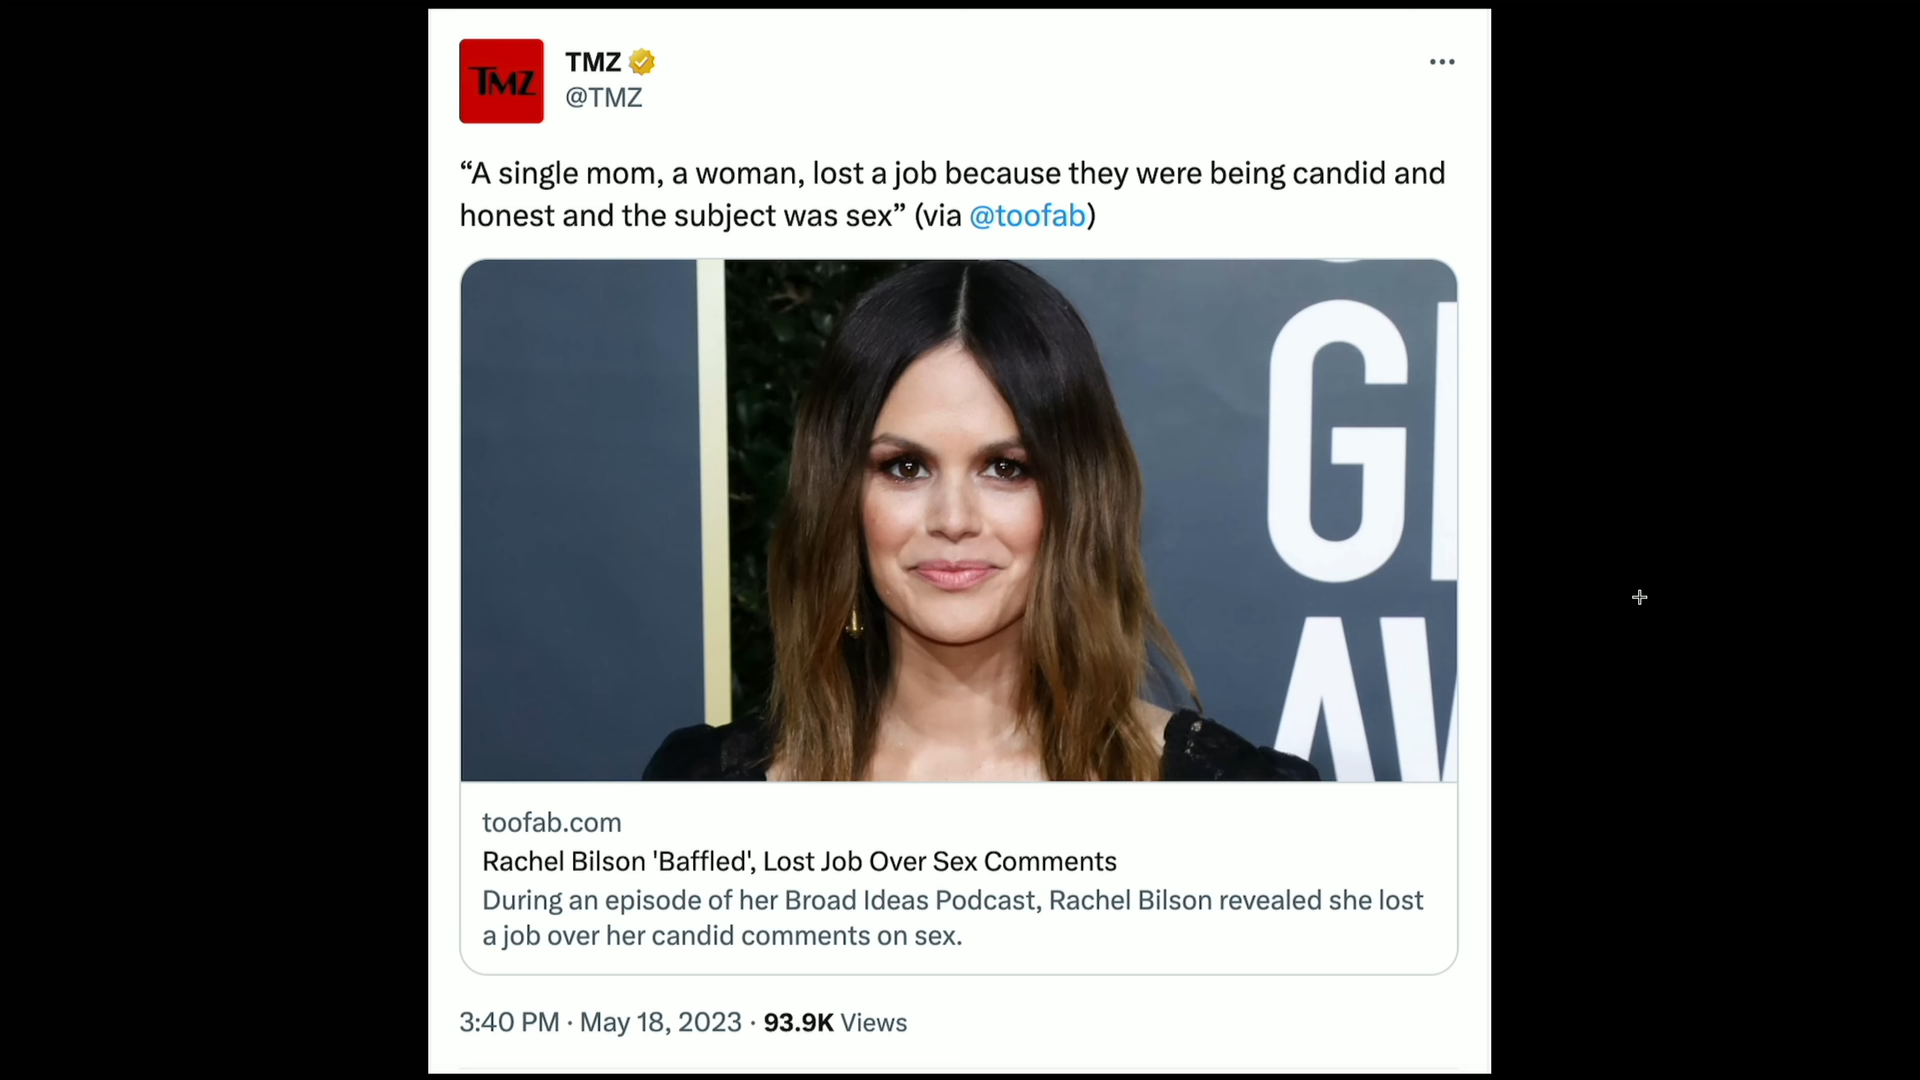 TMZ
TMZ
@TMZ
“A single mom, a woman, lost a job because they were being candid and
honest and the subject was sex” (via @toofab)
G
AW
toofab.com
Rachel Bilson 'Baffled', Lost Job Over Sex Comments
During an episode of her Broad Ideas Podcast, Rachel Bilson revealed she lost
a job over her candid comments on sex.
3:40 PM · May 18, 2023 · 93.9K Views